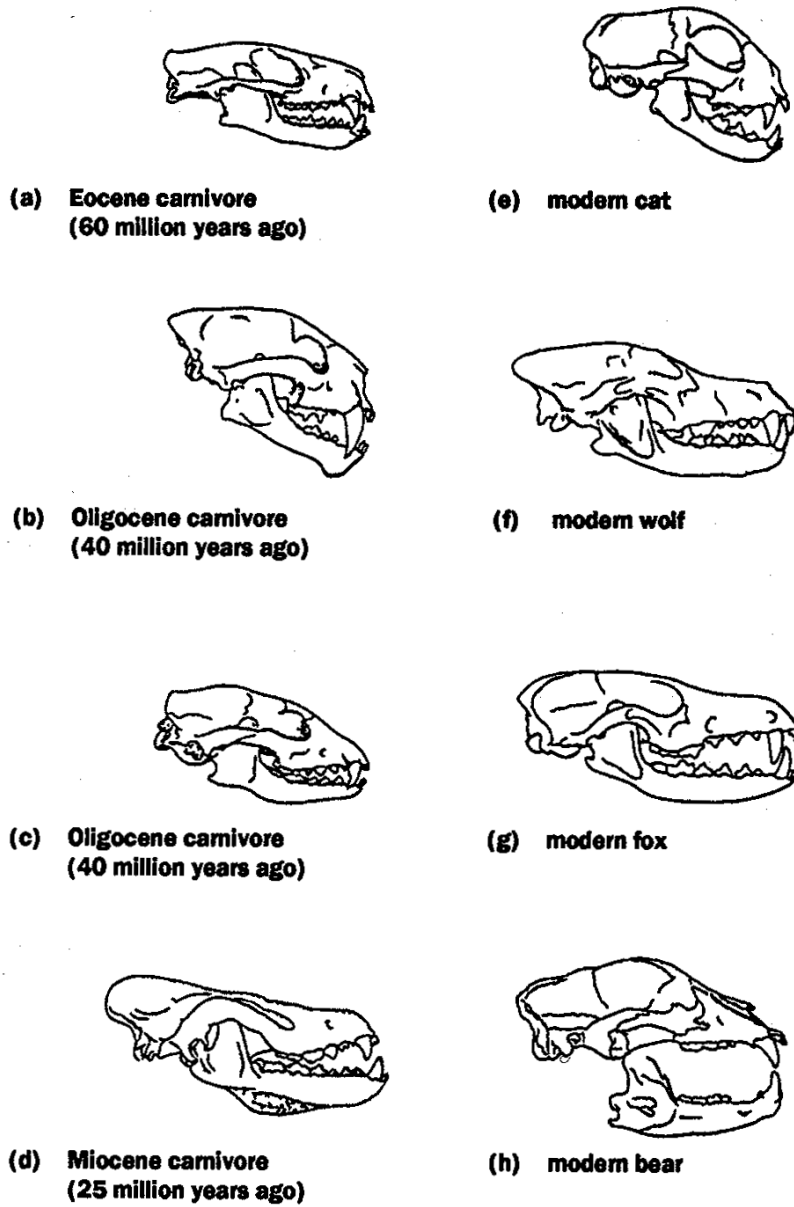 (a) Eocene carnivore
(60 million years ago)
(e) modern cat
(b) Oligocene carnivore
(40 million years ago)
(f) modern wolf
(c) Oligocene carnivore
(40 million years ago)
(g) modern fox
(d) Miocene carnivore
(25 million years ago)
(h) modern bear